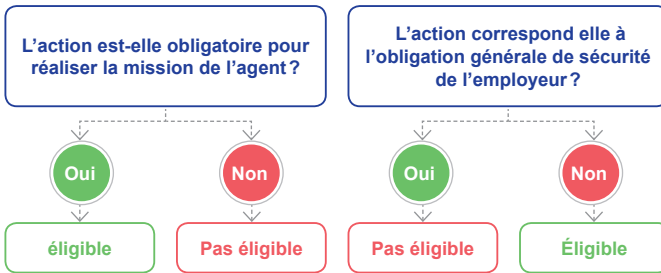 L'action est-elle obligatoire pour
réaliser la mission de l'agent ?
L'action correspond elle à
l'obligation générale de sécurité
de l'employeur ?
Oui
Non
Oui
Non
éligible
Pas éligible
Pas éligible
Éligible